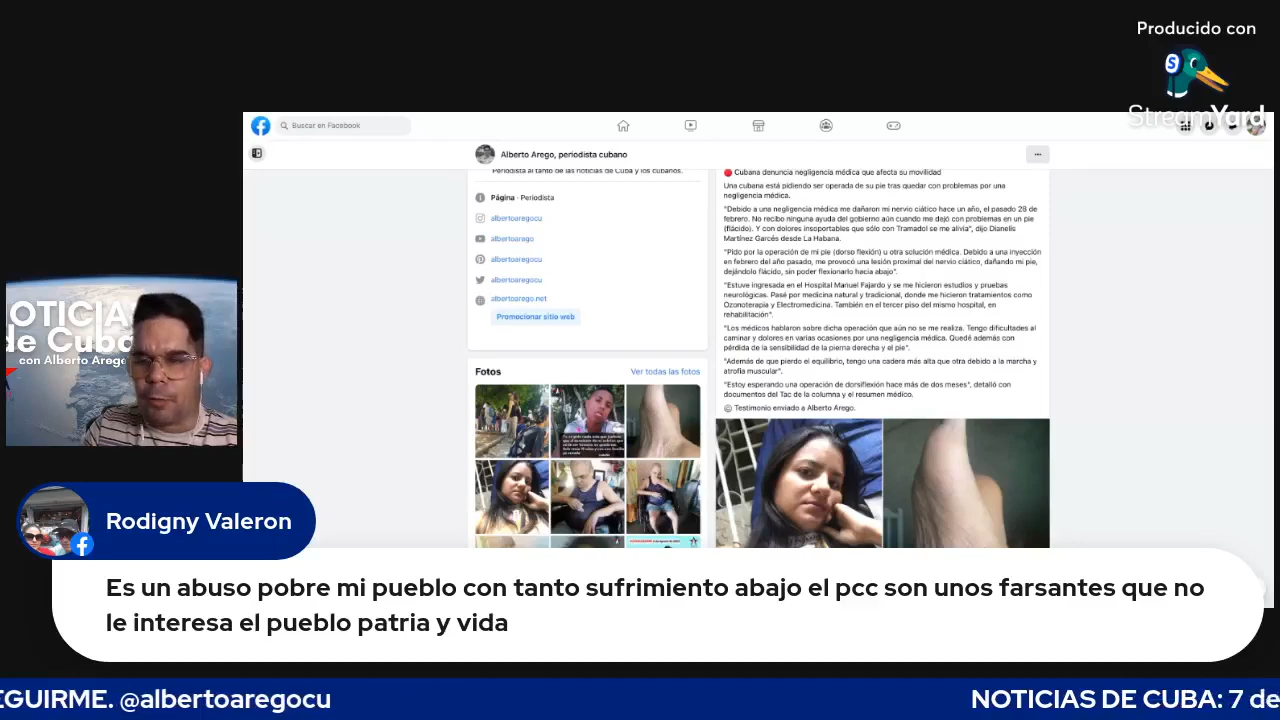 Producido con
StreamYard
Buscar en Facebook
Alberto Arego, periodista cubano
Periodista al tanto de las noticias de Cuba y los cubanos.
Página · Periodista
albertoaregocu
albertoarego
albertoaregocu
albertoaregocu
albertoarego.net
Promocionar sitio web
Fotos
Ver todas las fotos
🔴 Cubana denuncia negligencia médica que afecta su movilidad
Una cubana está pidiendo ser operada de su pie tras quedar con problemas por una
negligencia médica.
"Debido a una negligencia médica me dañaron mi nervio ciático hace un año, el pasado 28 de
febrero. No recibo ninguna ayuda del gobierno aún cuando me dejó con problemas en un pie
(flácido). Y con dolores insoportables que sólo con Tramadol se me alivia", dijo Dianelis
Martínez Garcés desde La Habana.
"Pido por la operación de mi pie (dorso flexión) u otra solución médica. Debido a una inyección
en febrero del año pasado, me provocó una lesión proximal del nervio ciático, dañando mi pie,
dejándolo flácido, sin poder flexionarlo hacia abajo".
"Estuve ingresada en el Hospital Manuel Fajardo y se me hicieron estudios y pruebas
neurológicas. Pasé por medicina natural y tradicional, donde me hicieron tratamientos como
Ozonoterapia y Electromedicina. También en el tercer piso del mismo hospital, en
rehabilitación".
"Los médicos hablaron sobre dicha operación que aún no se me realiza. Tengo dificultades al
caminar y dolores en varias ocasiones por una negligencia médica. Quedé además con
pérdida de la sensibilidad de la pierna derecha y el pie".
"Además de que pierdo el equilibrio, tengo una cadera más alta que otra debido a la marcha y
atrofia muscular".
"Estoy esperando una operación de dorsiflexión hace más de dos meses", detalló con
documentos del Tac de la columna y el resumen médico.
Testimonio enviado a Alberto Arego.
de Cuba
con Alberto Arego
Rodigny Valeron
Es un abuso pobre mi pueblo con tanto sufrimiento abajo el pcc son unos farsantes que no
le interesa el pueblo patria y vida
EGUIRME. @albertoaregocu
NOTICIAS DE CUBA: 7 de